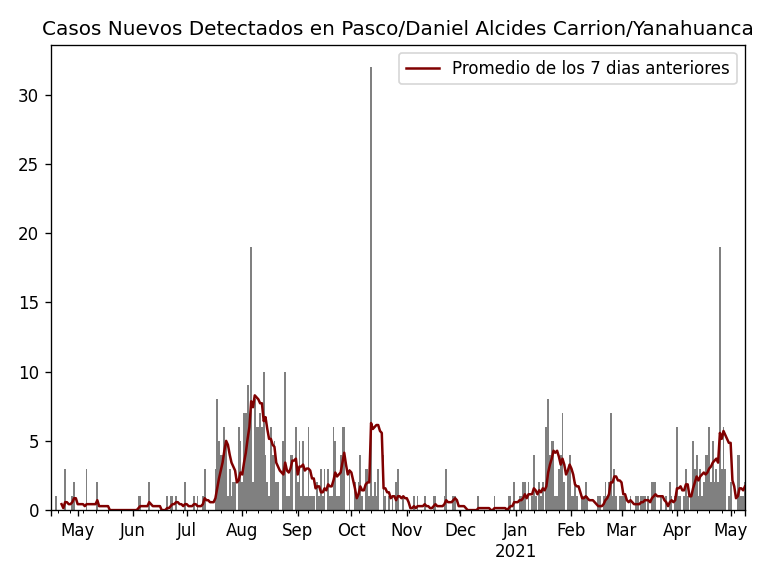 Casos Nuevos Detectados en Pasco/Daniel Alcides Carrion/Yanahuanca
Promedio de los 7 dias anteriores
30
25
20
15
10
5
0
May Jun Jul Aug Sep Oct Nov Dec Jan Feb Mar Apr May
2021